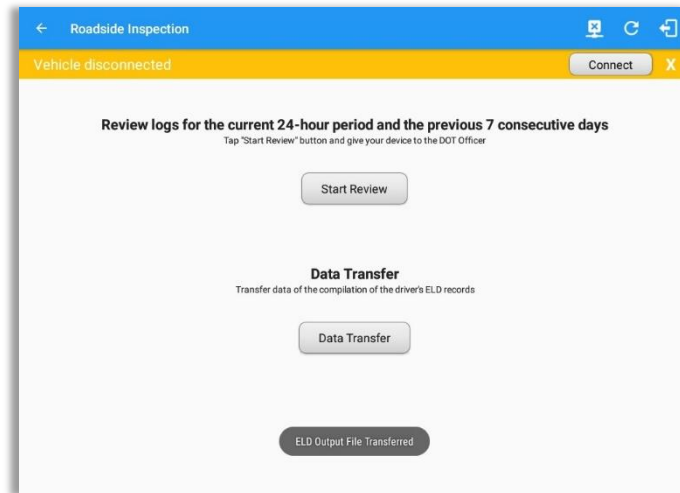 Roadside Inspection
Vehicle disconnected
Connect
X
Review logs for the current 24-hour period and the previous 7 consecutive days
Tap "Start Review" button and give your device to the DOT Officer
Start Review
Data Transfer
Transfer data of the compilation of the driver's ELD records
Data Transfer
ELD Output File Transferred